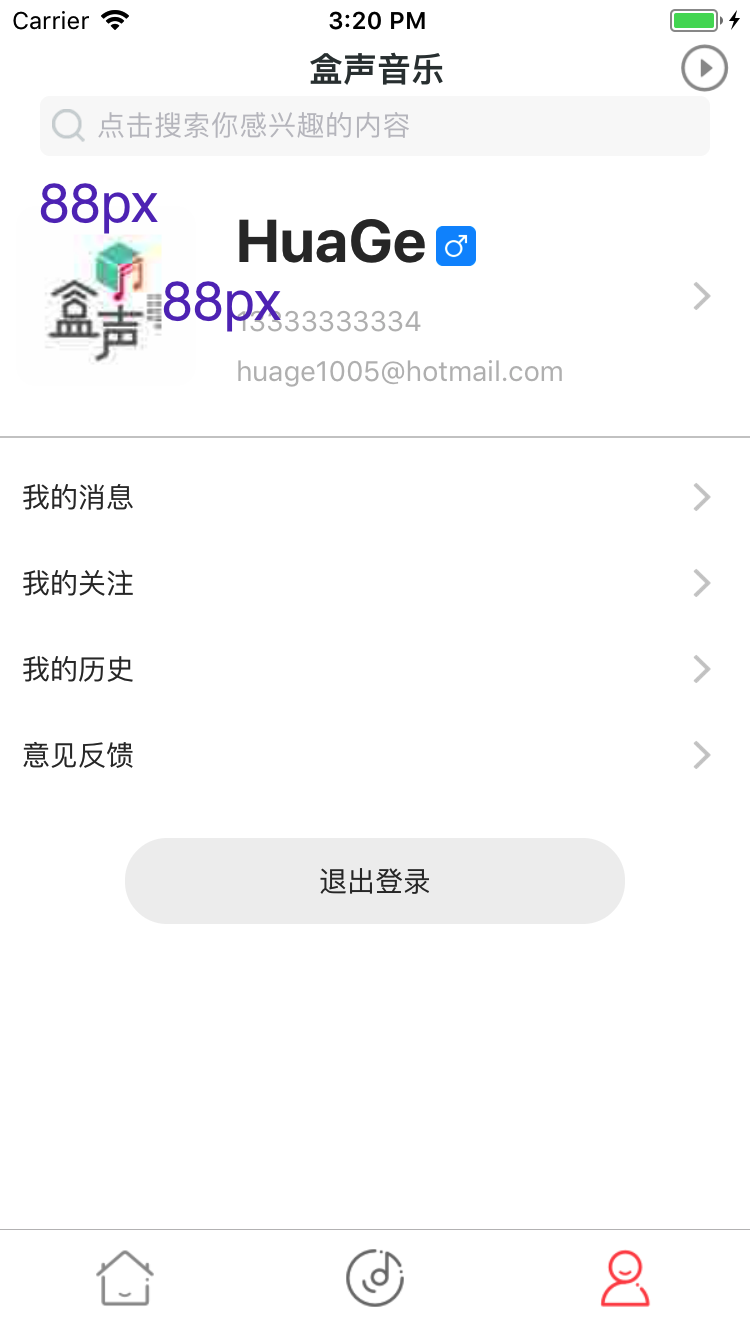 Carrier 3:20 PM
盒声音乐
点击搜索你感兴趣的内容
88px
HuaGe
盒声
88px
13333333334
huage1005@hotmail.com
我的消息
我的关注
我的历史
意见反馈
退出登录